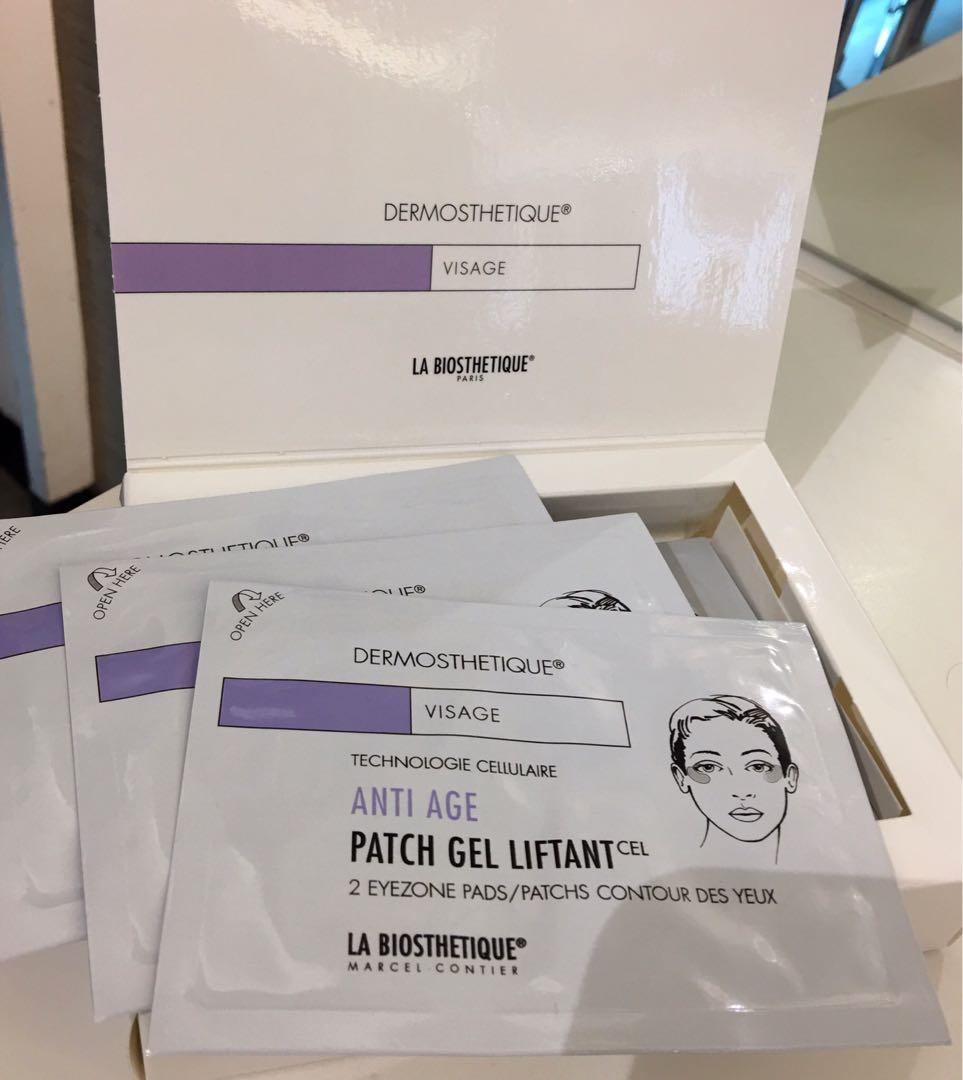 DERMOSTHETIQUE®
VISAGE
LA BIOSTHETIQUE®
PARIS
OPEN HERE
OPEN HERE
DERMOSTHETIQUE®
VISAGE
TECHNOLOGIE CELLULAIRE
ANTI AGE
PATCH GEL LIFTANT CEL
2 EYEZONE PADS/PATCHS CONTOUR DES YEUX
LA BIOSTHETIQUE®
MARCEL CONTIER